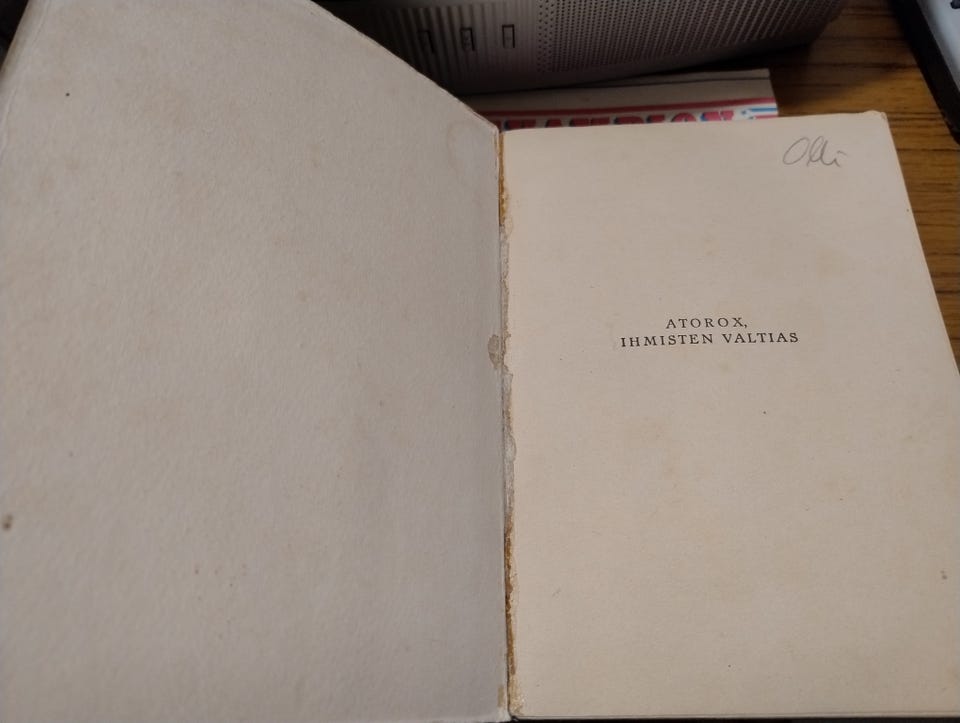 Olli
ATOROX,
IHMISTEN VALTIAS